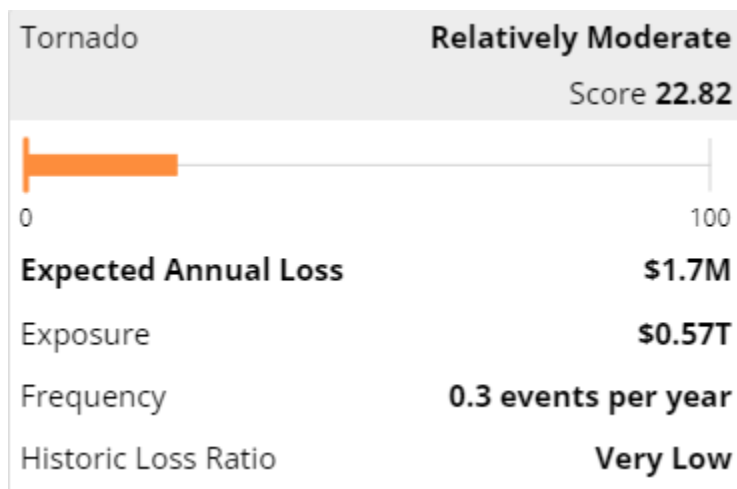 Tornado Relatively Moderate
Score 22.82
0 100
Expected Annual Loss $1.7M
Exposure $0.57T
Frequency 0.3 events per year
Historic Loss Ratio Very Low